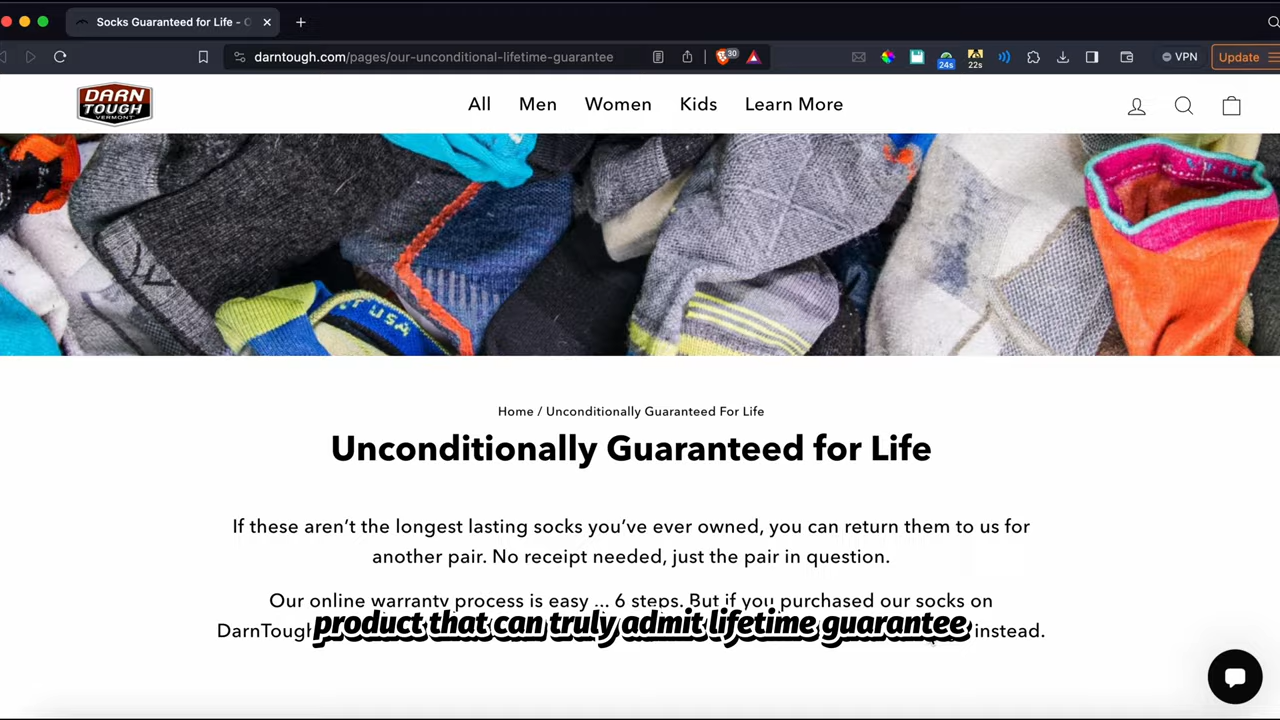 Socks Guaranteed for Life -
darntough.com/pages/our-unconditional-lifetime-guarantee
30
24s
22s
VPN
Update
DARN
TOUGH
VERMONT
All
Men
Women
Kids
Learn More
USA
Home / Unconditionally Guaranteed For Life
Unconditionally Guaranteed for Life
If these aren’t the longest lasting socks you’ve ever owned, you can return them to us for
another pair. No receipt needed, just the pair in question.
Our online warranty process is easy ... 6 steps. But if you purchased our socks on
DarnTough
instead.
product that can truly admit lifetime guarantee